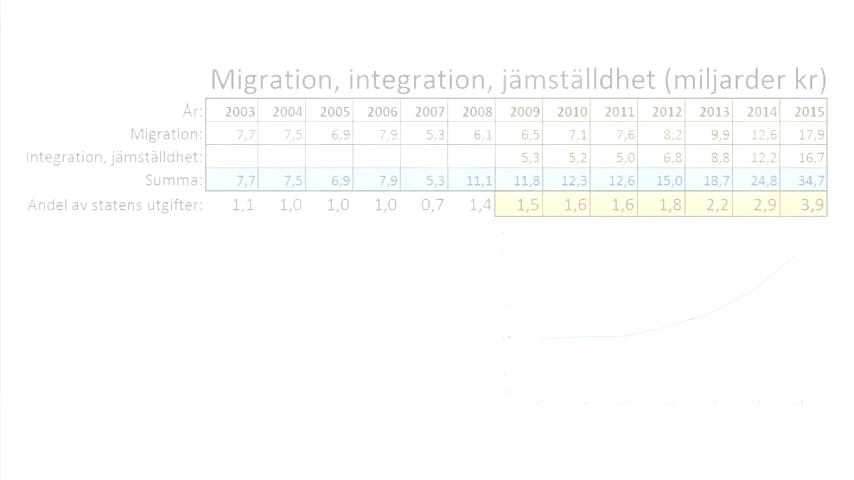 Migration, integration, jämställdhet (miljarder kr)
År: 2003 2004 2005 2006 2007 2008 2009 2010 2011 2012 2013 2014 2015
Migration: 7,7 7,5 6,9 7,9 5,3 6,1 6,5 7,1 7,6 8,2 9,9 12,6 17,9
Integration, jämställdhet: 5,3 5,2 5,0 6,8 8,8 12,2 16,7
Summa: 7,7 7,5 6,9 7,9 5,3 11,1 11,8 12,3 12,6 15,0 18,7 24,8 34,7
Andel av statens utgifter: 1,1 1,0 1,0 1,0 0,7 1,4 1,5 1,6 1,6 1,8 2,2 2,9 3,9